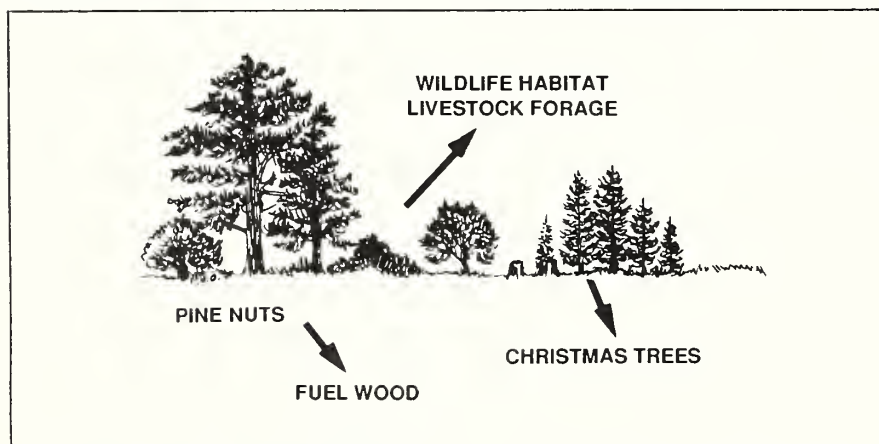 WILDLIFE HABITAT
LIVESTOCK FORAGE
PINE NUTS
CHRISTMAS TREES
FUEL WOOD